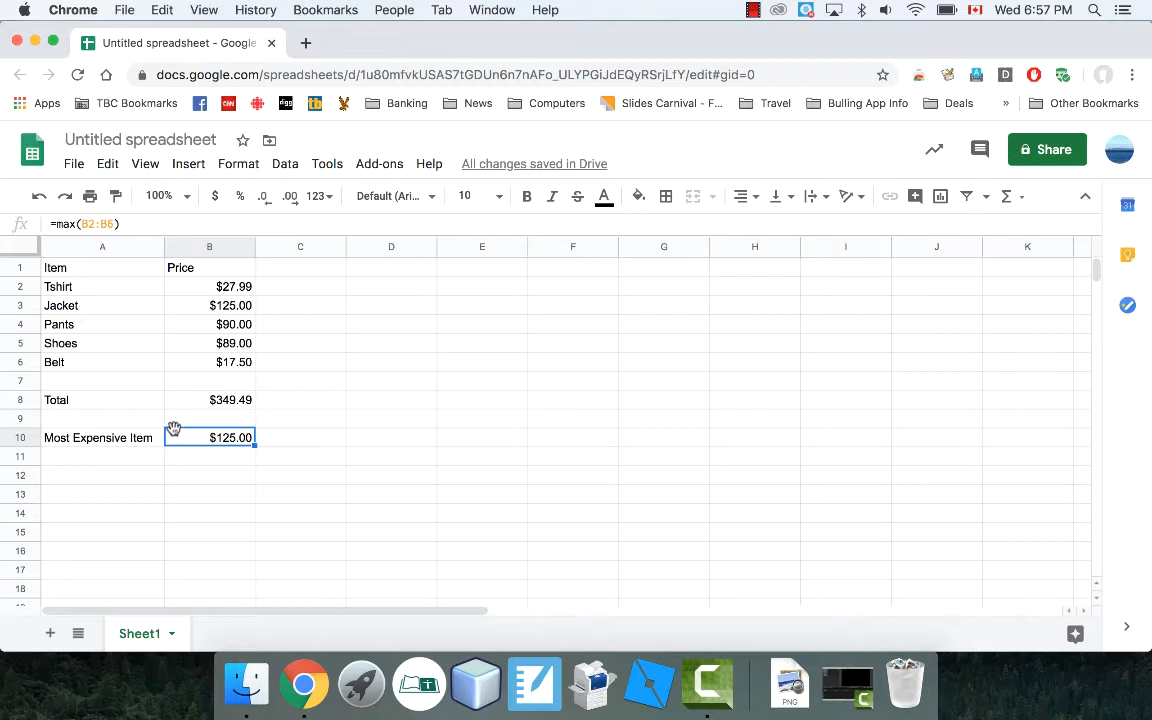 Chrome File Edit View History Bookmarks People Tab Window Help Wed 6:57 PM
Untitled spreadsheet - Google
docs.google.com/spreadsheets/d/1u80mfvkUSAS7tGDUn6n7nAFo_ULYPGiJdEQyRSrjLfY/edit#gid=0
Apps TBC Bookmarks Banking News Computers Slides Carnival - F... Travel Bulling App Info Deals » Other Bookmarks
Untitled spreadsheet
File Edit View Insert Format Data Tools Add-ons Help All changes saved in Drive
Share
100% $ % .0 .00 123 Default (Ari... 10 B I S A Σ
fx =max(B2:B6)
A B C D E F G H I J K
1 Item Price
2 Tshirt $27.99
3 Jacket $125.00
4 Pants $90.00
5 Shoes $89.00
6 Belt $17.50
7
8 Total $349.49
9
10 Most Expensive Item $125.00
11
12
13
14
15
16
17
18
Sheet1
31
PNG